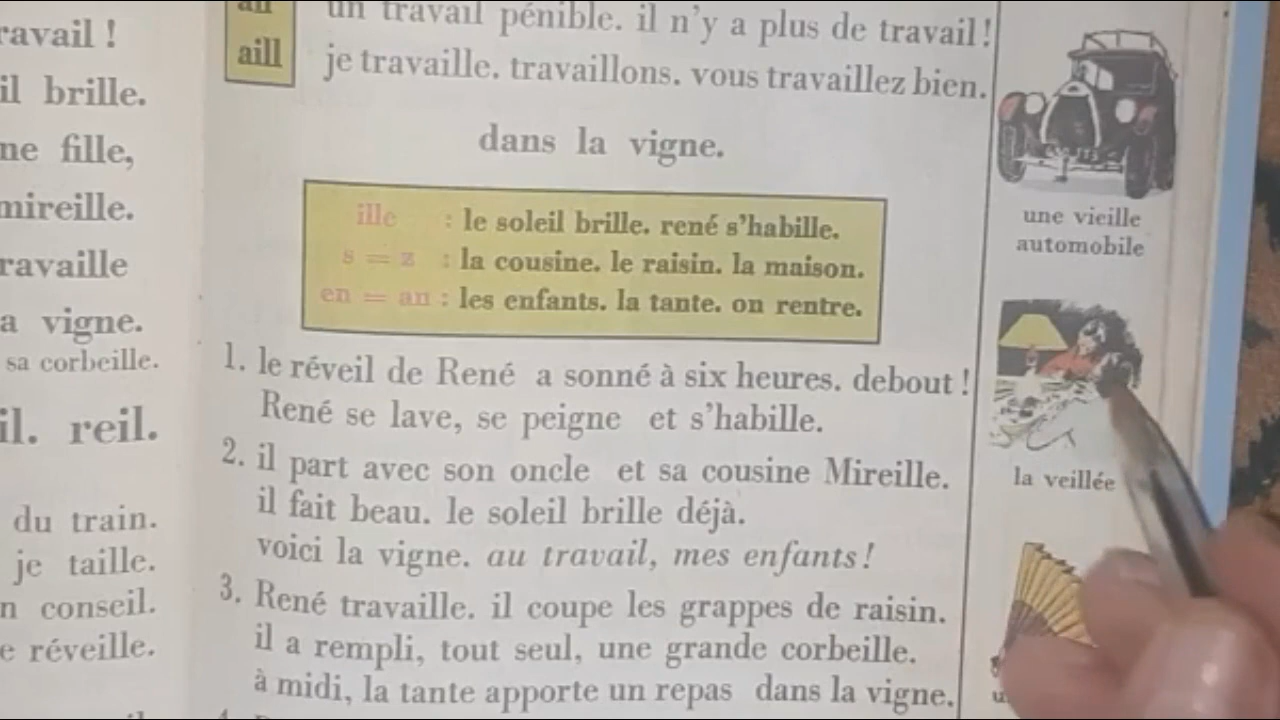 ravail !
il brille.
ne fille,
mireille.
ravaille
a vigne.
sa corbeille.
il. reil.
du train.
je taille.
n conseil.
e réveille.
ail
aill
un travail pénible. il n'y a plus de travail !
je travaille. travaillons. vous travaillez bien.
dans la vigne.
ille : le soleil brille. rené s'habille.
s = z : la cousine. le raisin. la maison.
en = an : les enfants. la tante. on rentre.
1. le réveil de René a sonné à six heures. debout !
René se lave, se peigne et s'habille.
2. il part avec son oncle et sa cousine Mireille.
il fait beau. le soleil brille déjà.
voici la vigne. au travail, mes enfants !
3. René travaille. il coupe les grappes de raisin.
il a rempli, tout seul, une grande corbeille.
à midi, la tante apporte un repas dans la vigne.
une vieille
automobile
la veillée